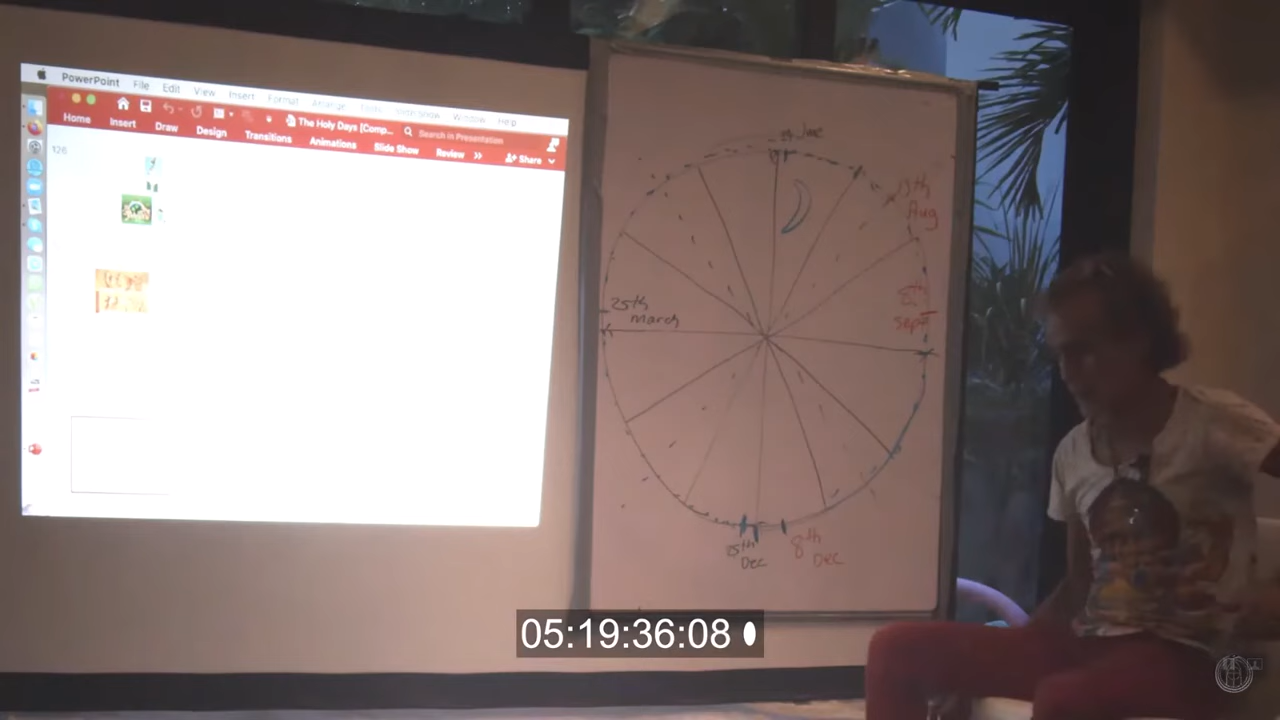 PowerPoint File Edit View Insert Format Arrange Tools Slide Show Window Help
The Holy Days [Comp... Search in Presentation
Home Insert Draw Design Transitions Animations Slide Show Review Share
126
June
15th
Aug
8th
Sept
25th
March
25th
Dec
8th
Dec
05:19:36:08